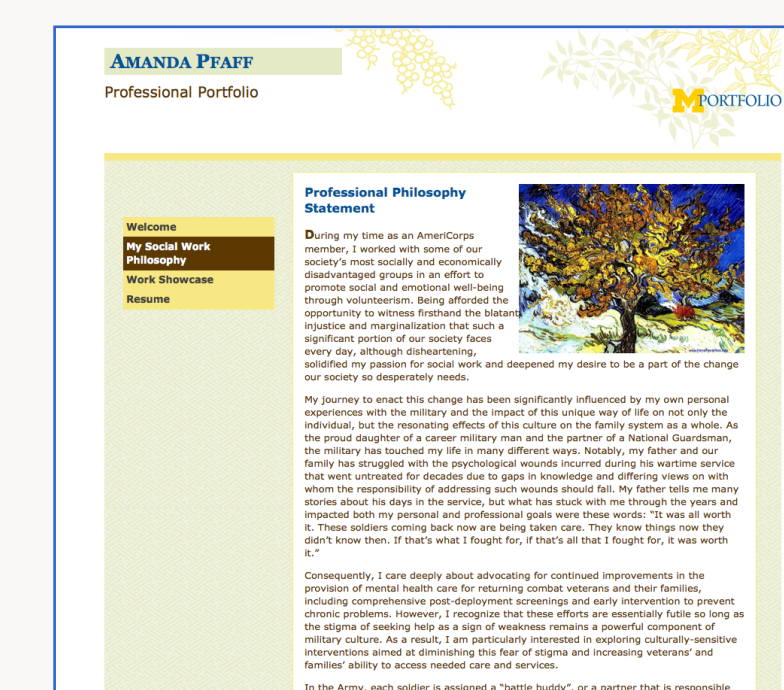 AMANDA PFAFF
Professional Portfolio
MPORTFOLIO
Welcome
My Social Work
Philosophy
Work Showcase
Resume
Professional Philosophy
Statement
During my time as an AmeriCorps
member, I worked with some of our
society's most socially and economically
disadvantaged groups in an effort to
promote social and emotional well-being
through volunteerism. Being afforded the
opportunity to witness firsthand the blatant
injustice and marginalization that such a
significant portion of our society faces
every day, although disheartening,
solidified my passion for social work and deepened my desire to be a part of the change
our society so desperately needs.
My journey to enact this change has been significantly influenced by my own personal
experiences with the military and the impact of this unique way of life on not only the
individual, but the resonating effects of this culture on the family system as a whole. As
the proud daughter of a career military man and the partner of a National Guardsman,
the military has touched my life in many different ways. Notably, my father and our
family has struggled with the psychological wounds incurred during his wartime service
that went untreated for decades due to gaps in knowledge and differing views on with
whom the responsibility of addressing such wounds should fall. My father tells me many
stories about his days in the service, but what has stuck with me through the years and
impacted both my personal and professional goals were these words: "It was all worth
it. These soldiers coming back now are being taken care. They know things now they
didn't know then. If that's what I fought for, if that's all that I fought for, it was worth
it."
Consequently, I care deeply about advocating for continued improvements in the
provision of mental health care for returning combat veterans and their families,
including comprehensive post-deployment screenings and early intervention to prevent
chronic problems. However, I recognize that these efforts are essentially futile so long as
the stigma of seeking help as a sign of weakness remains a powerful component of
military culture. As a result, I am particularly interested in exploring culturally-sensitive
interventions aimed at diminishing this fear of stigma and increasing veterans' and
families' ability to access needed care and services.
In the Army, each soldier is assigned a "battle buddy", or a partner that is responsible